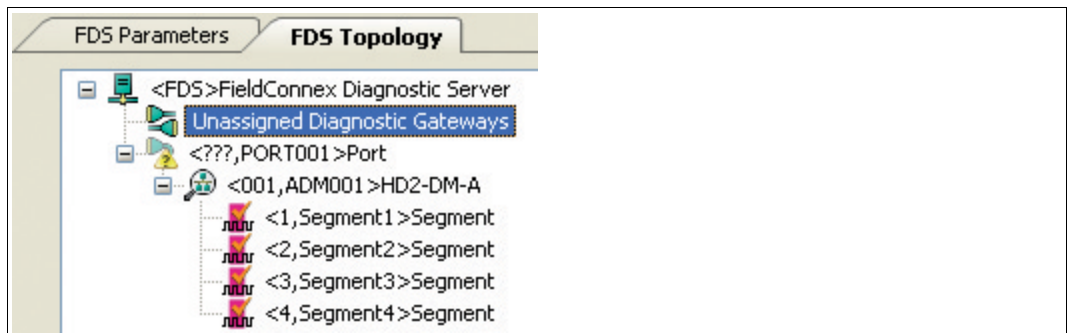 FDS Parameters FDS Topology
<FDS>FieldConnex Diagnostic Server
Unassigned Diagnostic Gateways
<???,PORT001>Port
<001,ADM001>HD2-DM-A
<1,Segment1>Segment
<2,Segment2>Segment
<3,Segment3>Segment
<4,Segment4>Segment